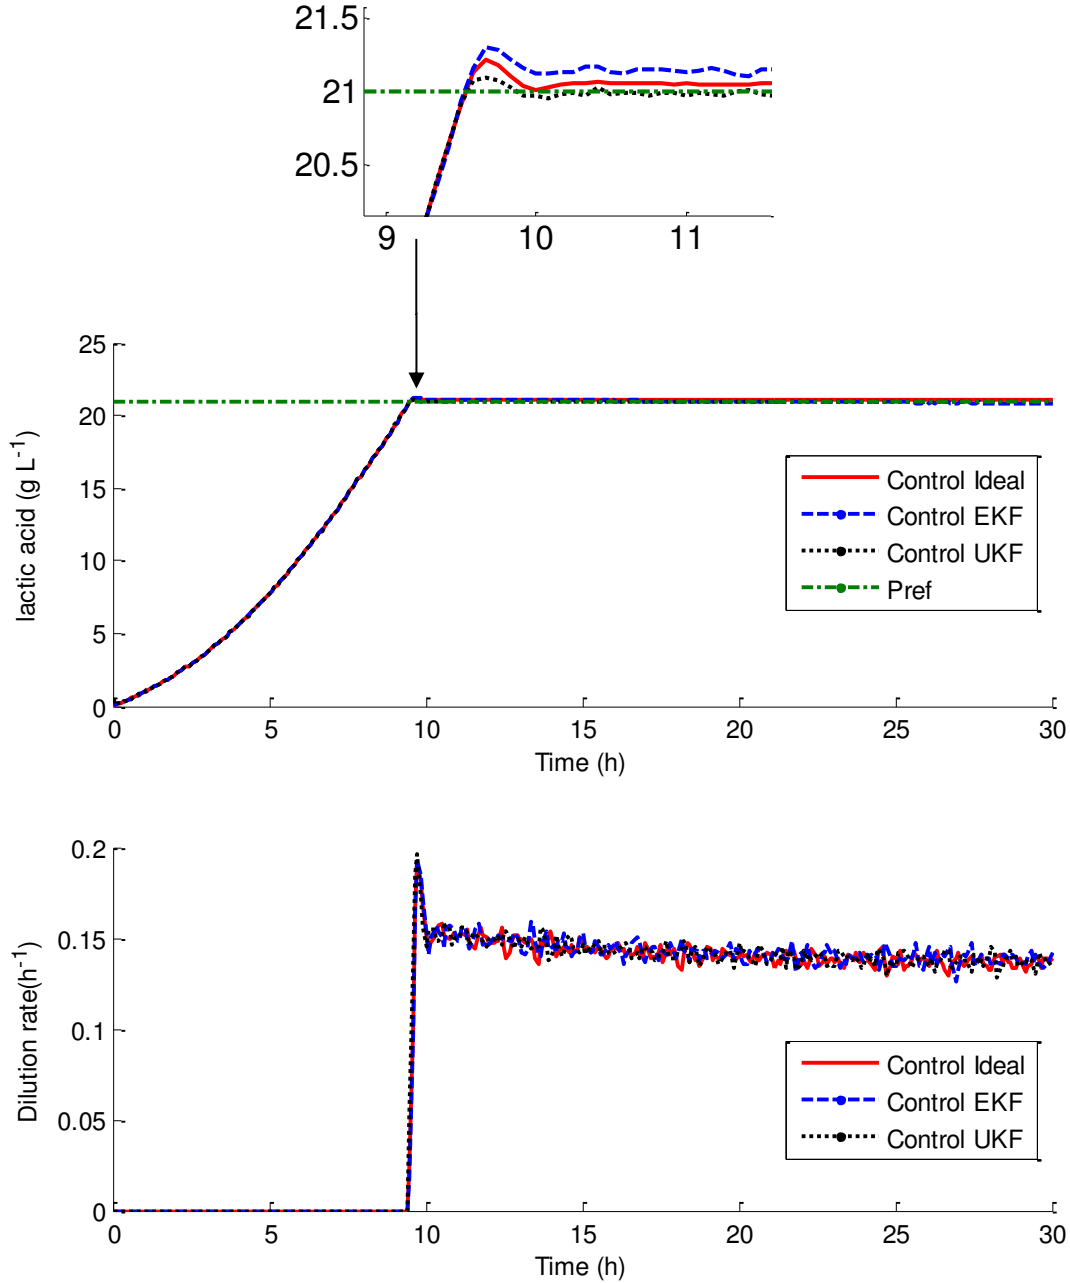 21.5
21
20.5
9 10 11
25
20
15
10
5
0
lactic acid (g L-1)
Control Ideal
Control EKF
Control UKF
Pref
0 5 10 15 20 25 30
Time (h)
0.2
0.15
0.1
0.05
0
Dilution rate(h-1)
Control Ideal
Control EKF
Control UKF
0 5 10 15 20 25 30
Time (h)